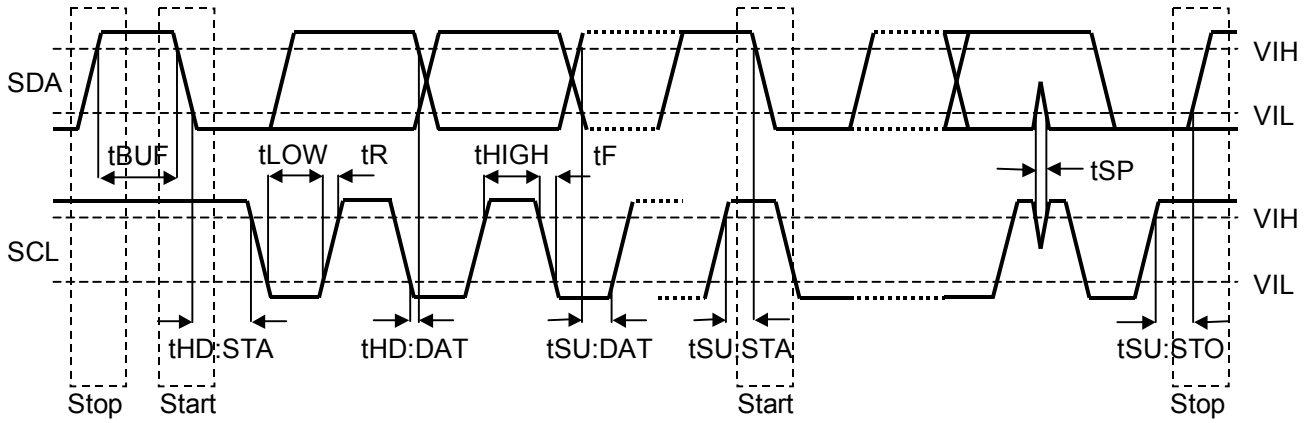 VIH
SDA
VIL
tBUF tLOW tR tHIGH tF tSP
VIH
SCL
VIL
tHD:STA tHD:DAT tSU:DAT tSU:STA tSU:STO
Stop Start Start Stop